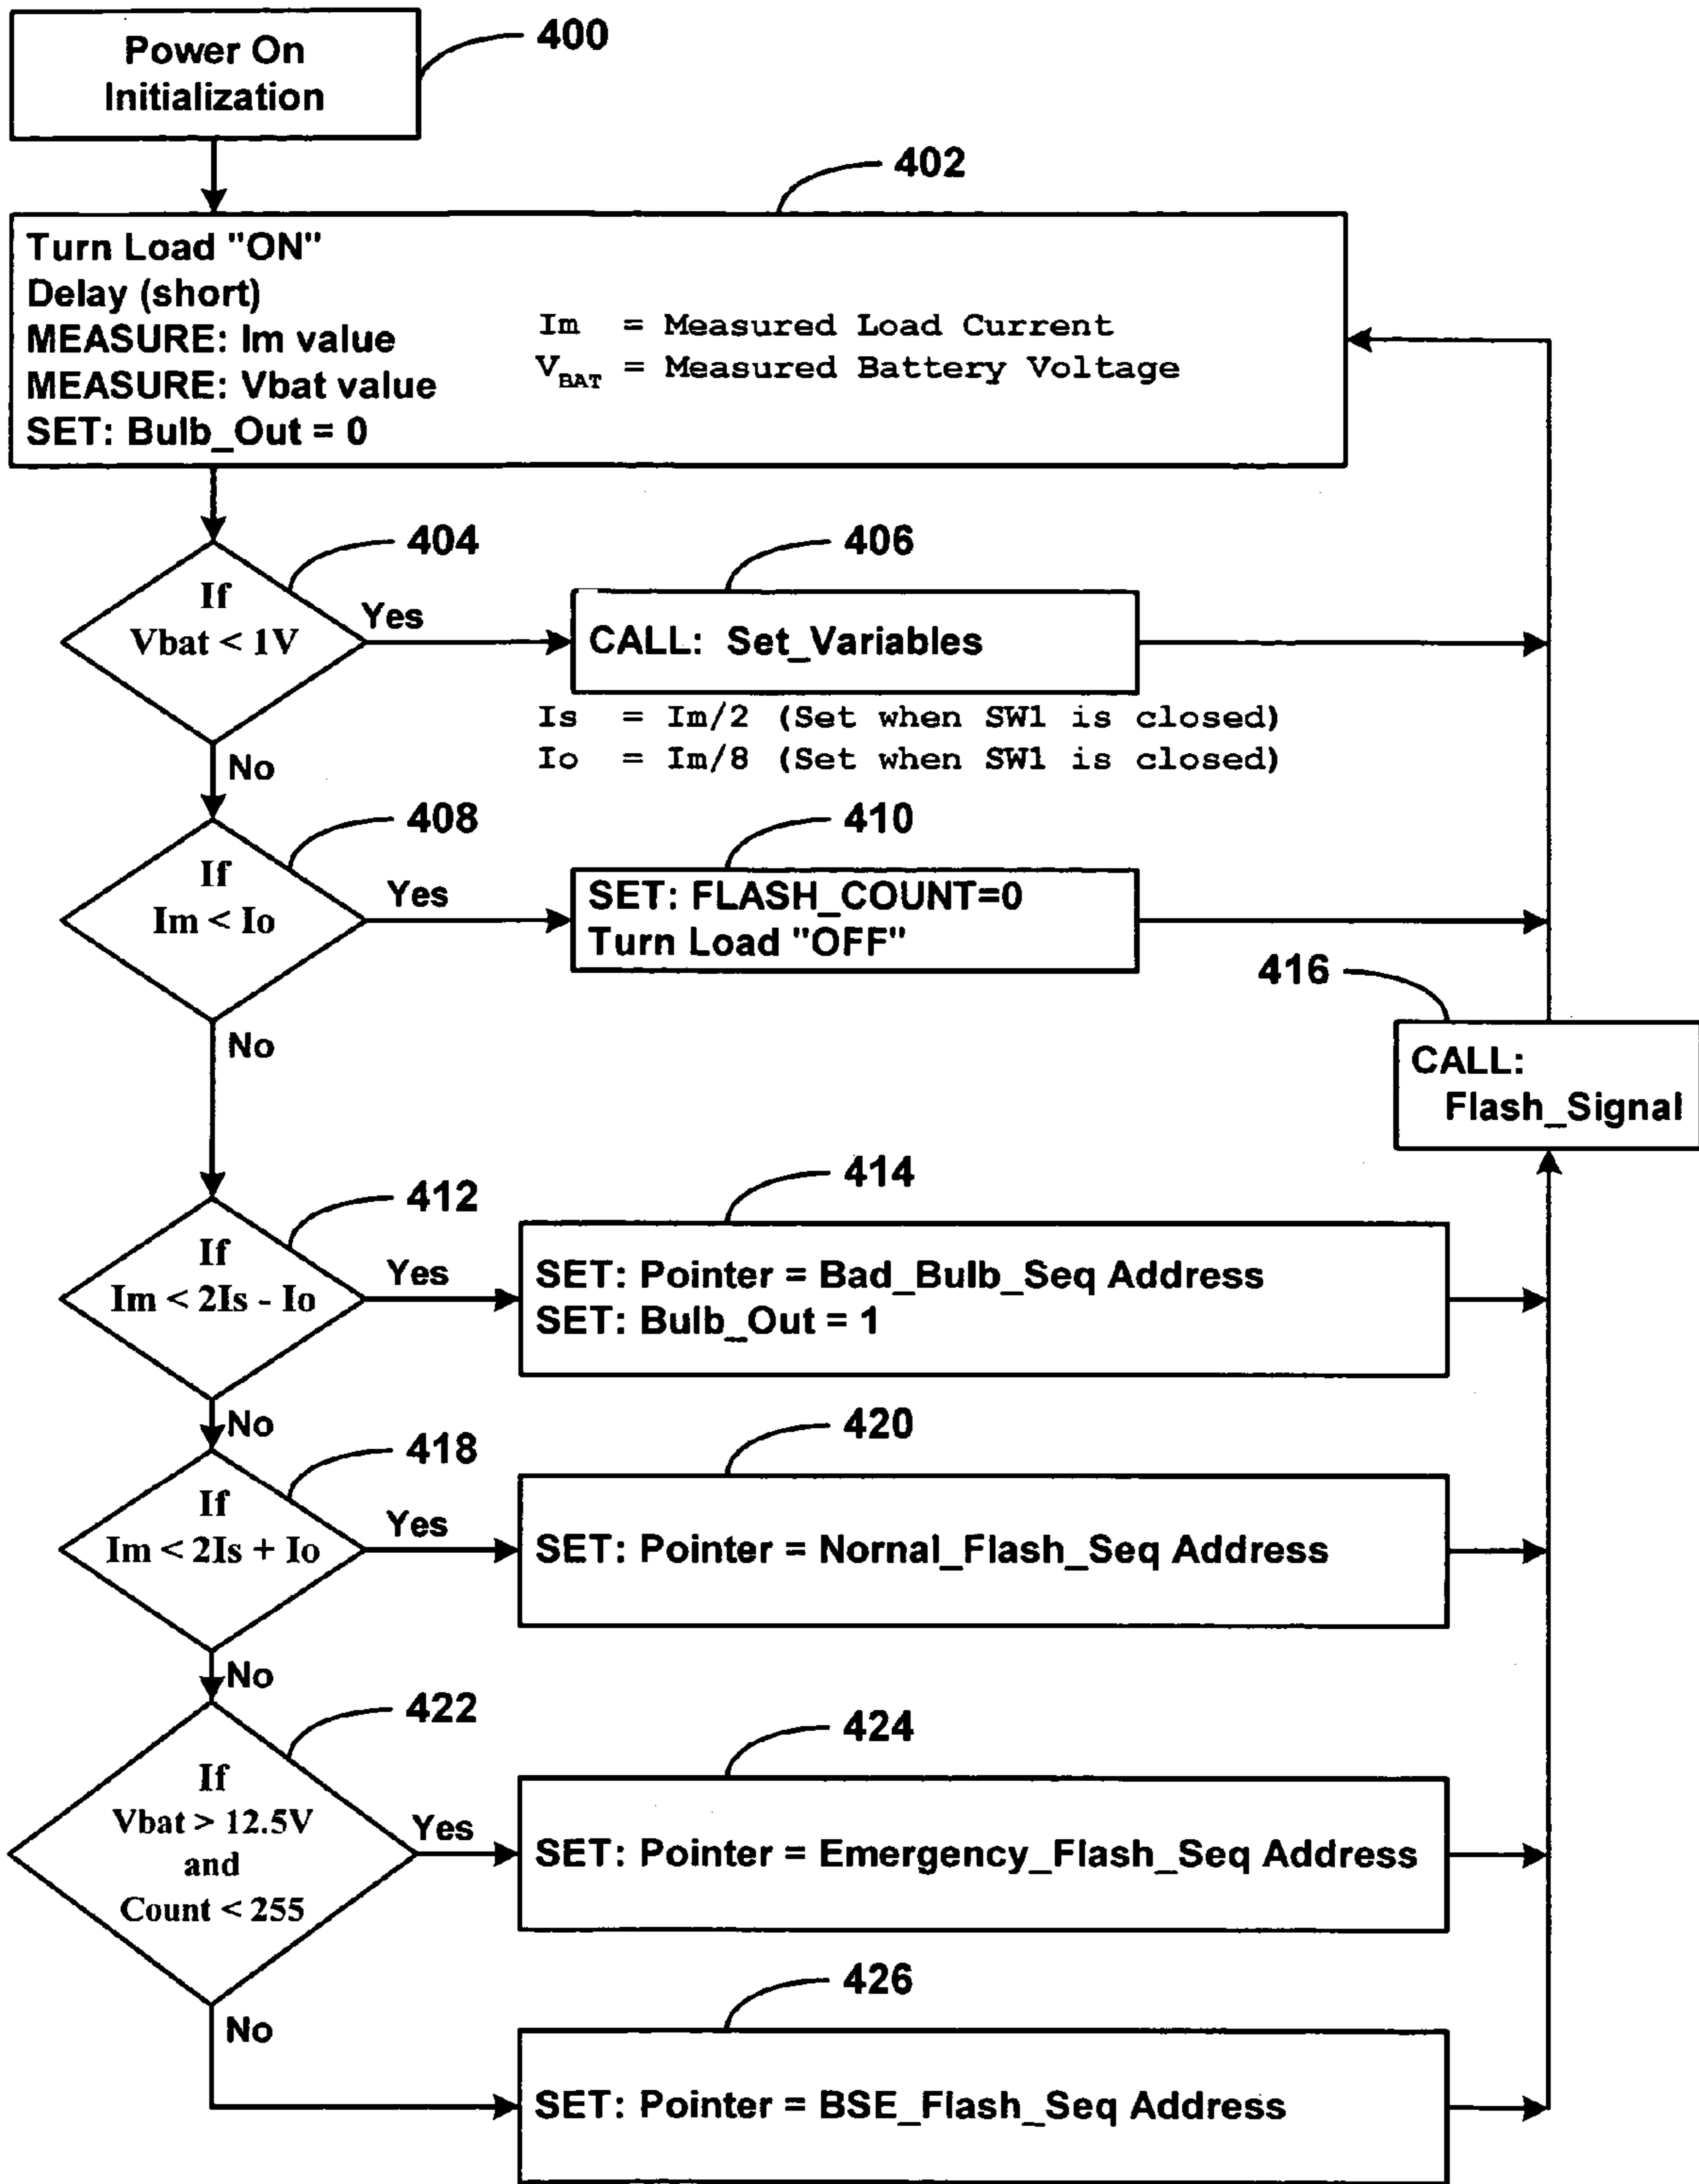 Power On
Initialization
400
402
Turn Load "ON"
Delay (short)
MEASURE: Im value
MEASURE: Vbat value
SET: Bulb_Out = 0
Im = Measured Load Current
VBAT = Measured Battery Voltage
404
If
Vbat < 1V
Yes
No
406
CALL: Set_Variables
Is = Im/2 (Set when SW1 is closed)
Io = Im/8 (Set when SW1 is closed)
408
If
Im < Io
Yes
No
410
SET: FLASH_COUNT=0
Turn Load "OFF"
416
CALL:
Flash_Signal
412
If
Im < 2Is - Io
Yes
No
414
SET: Pointer = Bad_Bulb_Seq Address
SET: Bulb_Out = 1
418
If
Im < 2Is + Io
Yes
No
420
SET: Pointer = Nornal_Flash_Seq Address
422
If
Vbat > 12.5V
and
Count < 255
Yes
No
424
SET: Pointer = Emergency_Flash_Seq Address
426
SET: Pointer = BSE_Flash_Seq Address